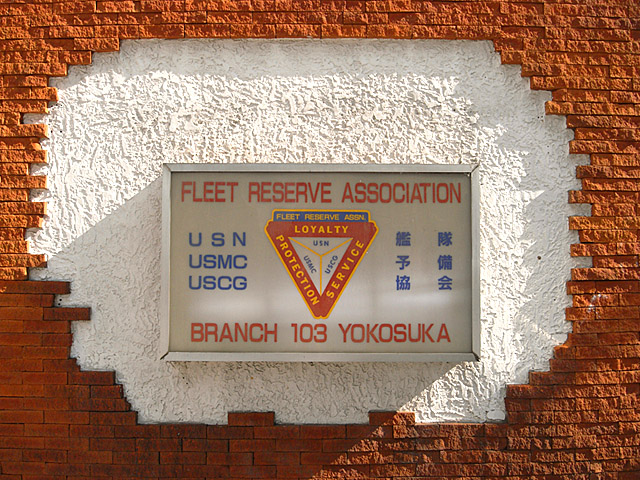 FLEET RESERVE ASSOCIATION
FLEET RESERVE ASSN.
LOYALTY
PROTECTION
SERVICE
USN
USMC
USCG
USN
USMC
USCG
艦隊
予備
協会
BRANCH 103 YOKOSUKA